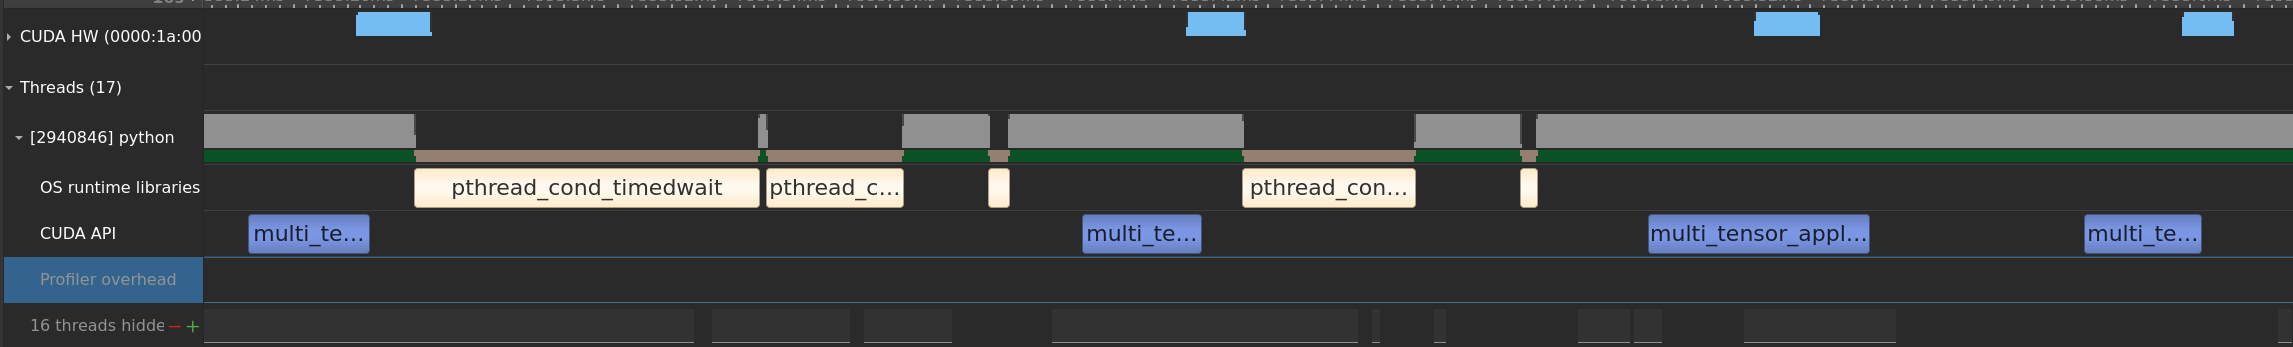 CUDA HW (0000:1a:00
Threads (17)
[2940846] python
OS runtime libraries
pthread_cond_timedwait
pthread_c...
pthread_con...
CUDA API
multi_te...
multi_te...
multi_tensor_appl...
multi_te...
Profiler overhead
16 threads hidde